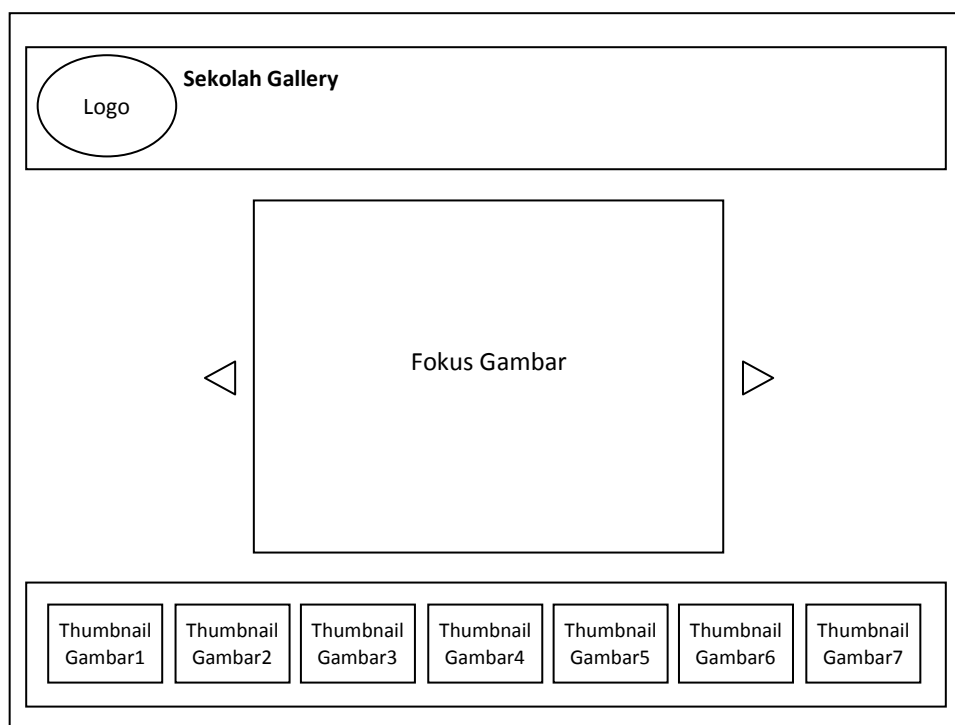 Sekolah Gallery
Logo
Fokus Gambar
Thumbnail
Gambar1
Thumbnail
Gambar2
Thumbnail
Gambar3
Thumbnail
Gambar4
Thumbnail
Gambar5
Thumbnail
Gambar6
Thumbnail
Gambar7